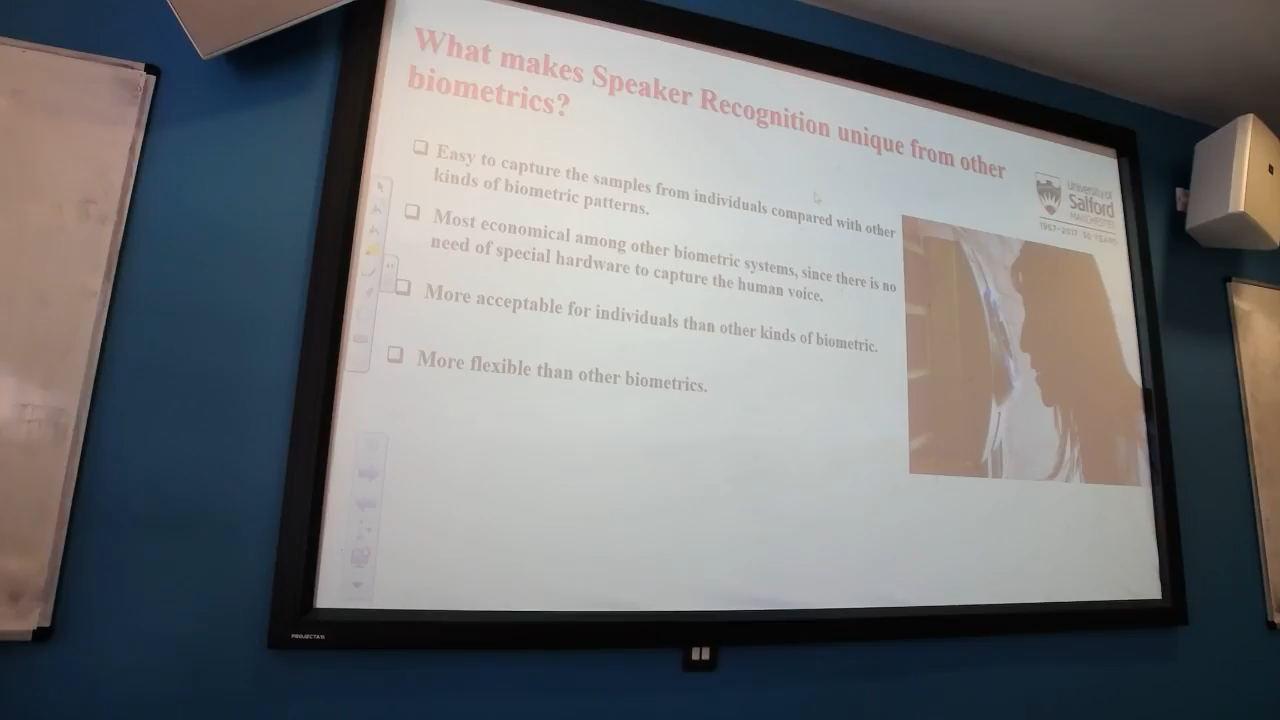 What makes Speaker Recognition unique from other
biometrics?
Easy to capture the samples from individuals compared with other
kinds of biometric patterns.
Most economical among other biometric systems, since there is no
need of special hardware to capture the human voice.
More acceptable for individuals than other kinds of biometric.
More flexible than other biometrics.
University of
Salford
MANCHESTER
1967-2017 50 YEARS
PROJECTA